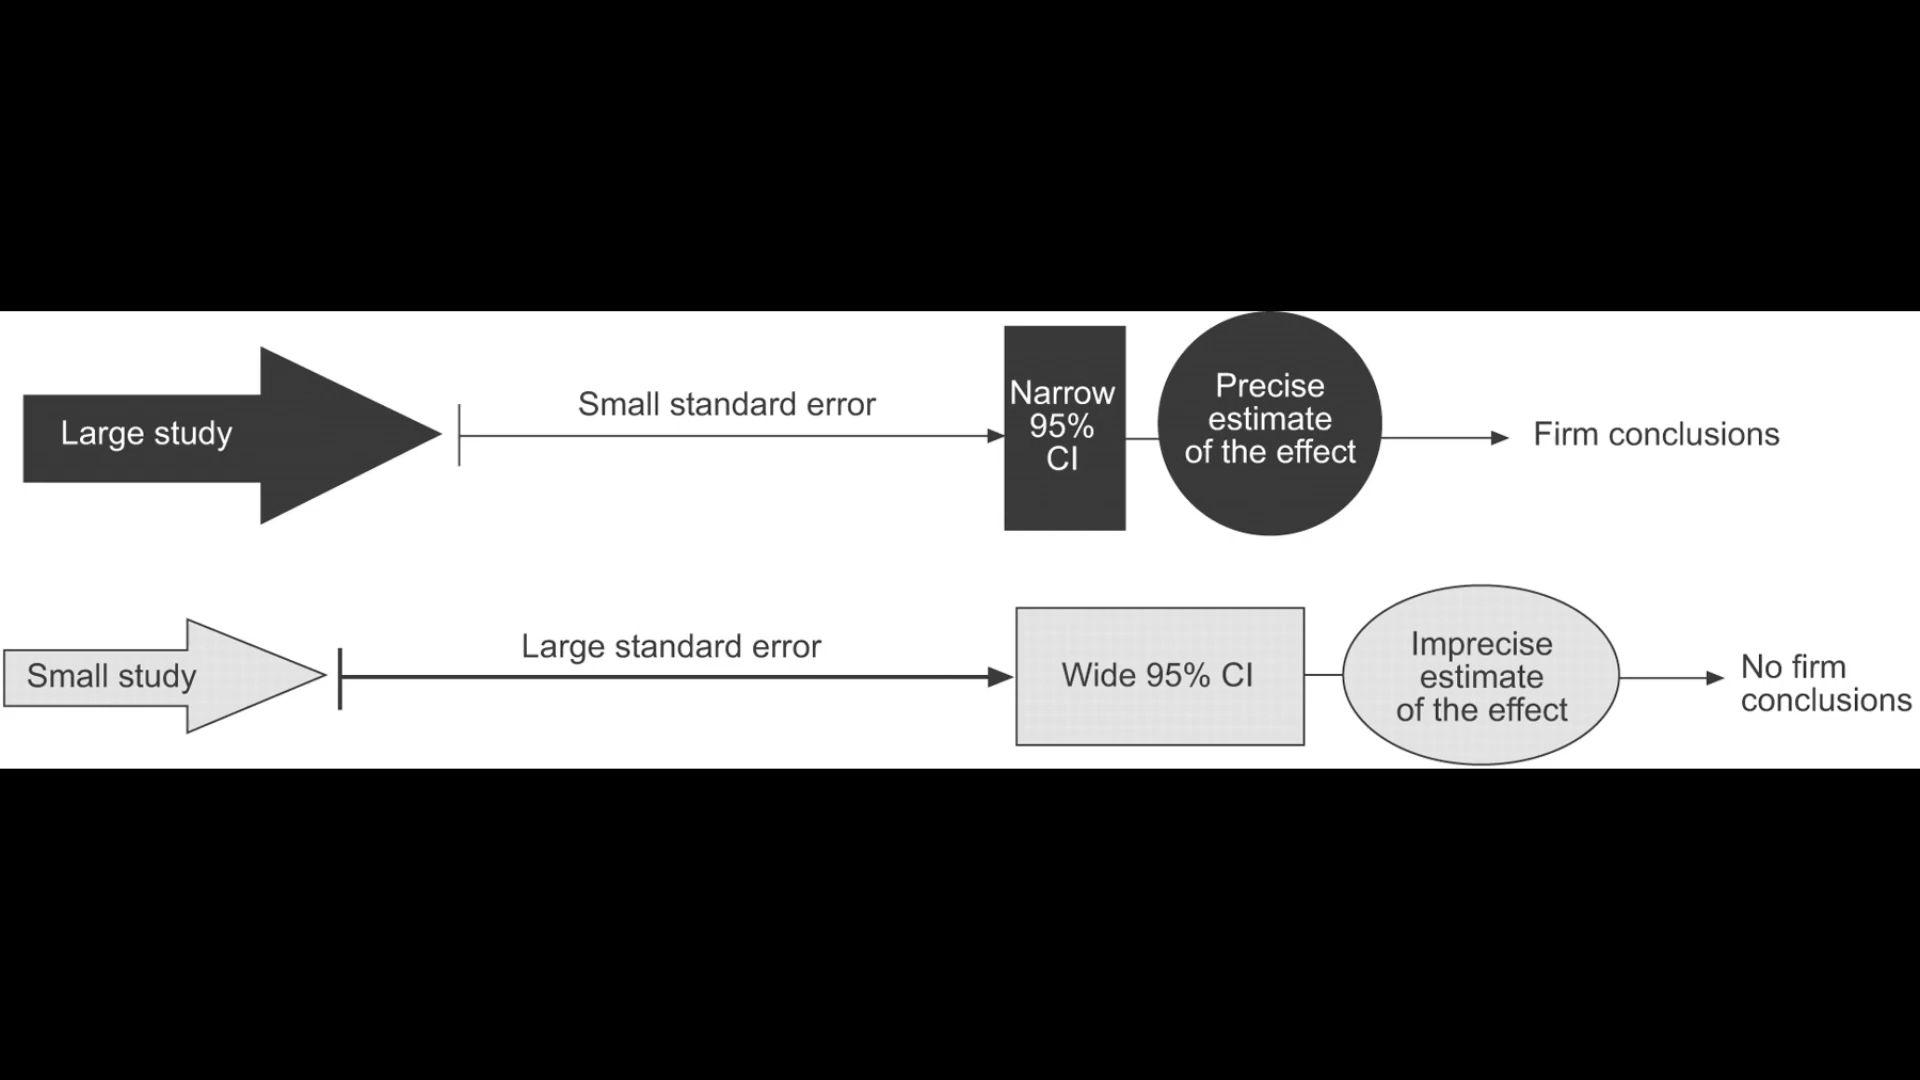 Large study
Small standard error
Narrow
95%
CI
Precise
estimate
of the effect
Firm conclusions
Small study
Large standard error
Wide 95% CI
Imprecise
estimate
of the effect
No firm
conclusions